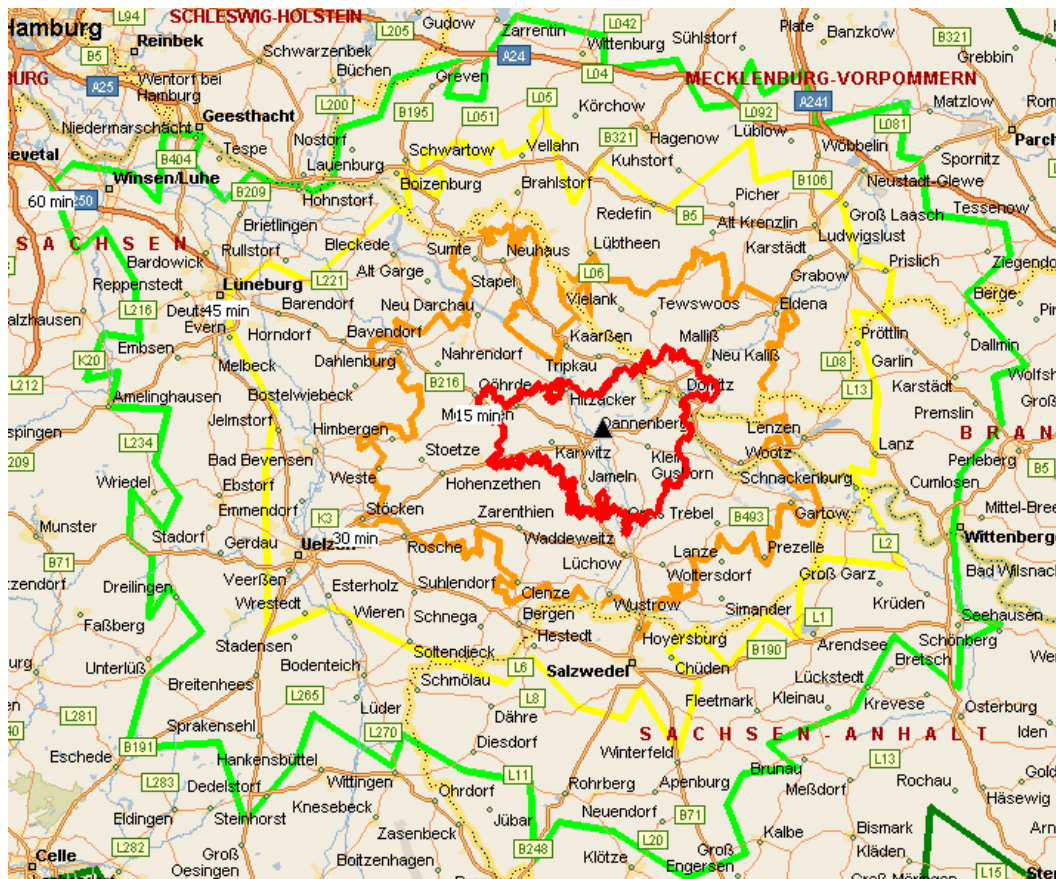 L94
SCHLESWIG-HOLSTEIN
Gudow
L042
Plate
Banzkow
Hamburg
L205
Zarrentin
Sühlstorf
B321
Reinbek
B5
Schwarzenbek
A24
Wittenburg
Grebbin
Büchen
Greven
L04
MECKLENBURG-VORPOMMERN
Wentorf bei
Hamburg
A25
L200
B195
L05
A241
Matzlow
L051
Körchow
L092
L081
Geesthacht
Niedermarschacht
Nostorf
B321
Hagenow
Lüblow
Tespe
Schwartow
Vellahn
Wöbbelin
Spornitz
B404
Lauenburg
Kuhstorf
Winsen/Luhe
B209
Boizenburg
Brahlstorf
B106
Neustadt-Glewe
60 min
Hohnstorf
Picher
Tessenow
Redefin
B5
Groß Laasch
Brietlingen
Alt Krenzlin
SACHSEN
Bleckede
Sumte
Neuhaus
Lübtheen
Karstädt
Ludwigslust
Rullstorf
Prislich
Bardowick
Alt Garge
L06
Grabow
Reppenstedt
L221
Stapel
Berge
Lüneburg
Vielank
Tewswoos
Eldena
L216
45 min
Barendorf
Neu Darchau
Evern
Horndorf
Bavendorf
Kaarßen
Malliß
Pröttlin
Dallmin
Embsen
Nahrendorf
Neu Kaliß
K20
Melbeck
Dahlenburg
Tripkau
L08
Garlin
L212
B216
Göhrde
Dömitz
L13
Karstädt
Amelinghausen
Bostelwiebeck
Hitzacker
15 min
Premslin
Jelmstorf
Himbergen
Dannenberg
Lenzen
L234
Karwitz
Wootz
Lanz
Perleberg
Bad Bevensen
Stoetze
Klein
Gusborn
B5
Weste
Jameln
Schnackenburg
Cumlosen
Wriedel
Ebstorf
Hohenzethen
Emmendorf
Stöcken
Zarenthien
Groß Trebel
Gartow
Munster
K3
B493
Stadorf
30 min
Waddeweitz
Wittenberge
B71
Gerdau
Uelzen
Rosche
Lanze
Prezelle
L2
Lüchow
Bad Wilsnack
Veerßen
Suhlendorf
Woltersdorf
Groß Garz
Dreilingen
Esterholz
Clenze
Krüden
Wrestedt
Wieren
Schnega
Bergen
Wustrow
Simander
L1
Seehausen
Faßberg
Hestedt
Hoyersburg
Schönberg
Stadensen
Soltendieck
B190
Arendsee
Bretsch
Unterlüß
Bodenteich
L6
Salzwedel
Chüden
Lückstedt
Breitenhees
Schmölau
Fleetmark
Kleinau
Krevese
L265
L8
Osterburg
L281
Lüder
Dähre
SACHSEN-ANHALT
Iden
Sprakensehl
L270
B191
Diesdorf
Winterfeld
L13
Eschede
Hankensbüttel
L11
Brunau
Rochau
L283
Dedelstorf
Wittingen
Rohrberg
Apenburg
Meßdorf
Ohrdorf
Häsewig
Knesebeck
Neuendorf
B71
Eldingen
Steinhorst
Jübar
Zasenbeck
L20
Kalbe
Bismark
L282
Groß
Oesingen
B248
Groß
Engersen
Kläden
Celle
Boitzenhagen
Klötze
L15